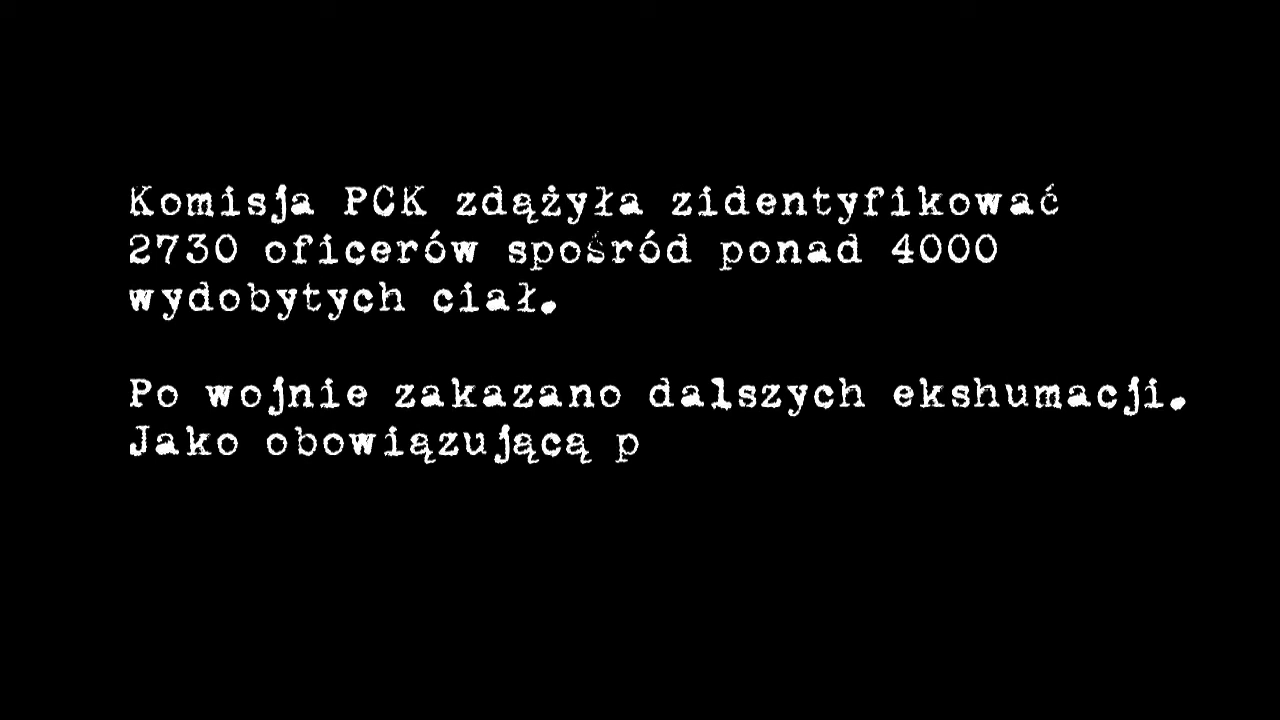 Komisja PCK zdążyła zidentyfikować
2730 oficerów spośród ponad 4000
wydobytych ciał.
Po wojnie zakazano dalszych ekshumacji.
Jako obowiązującą p